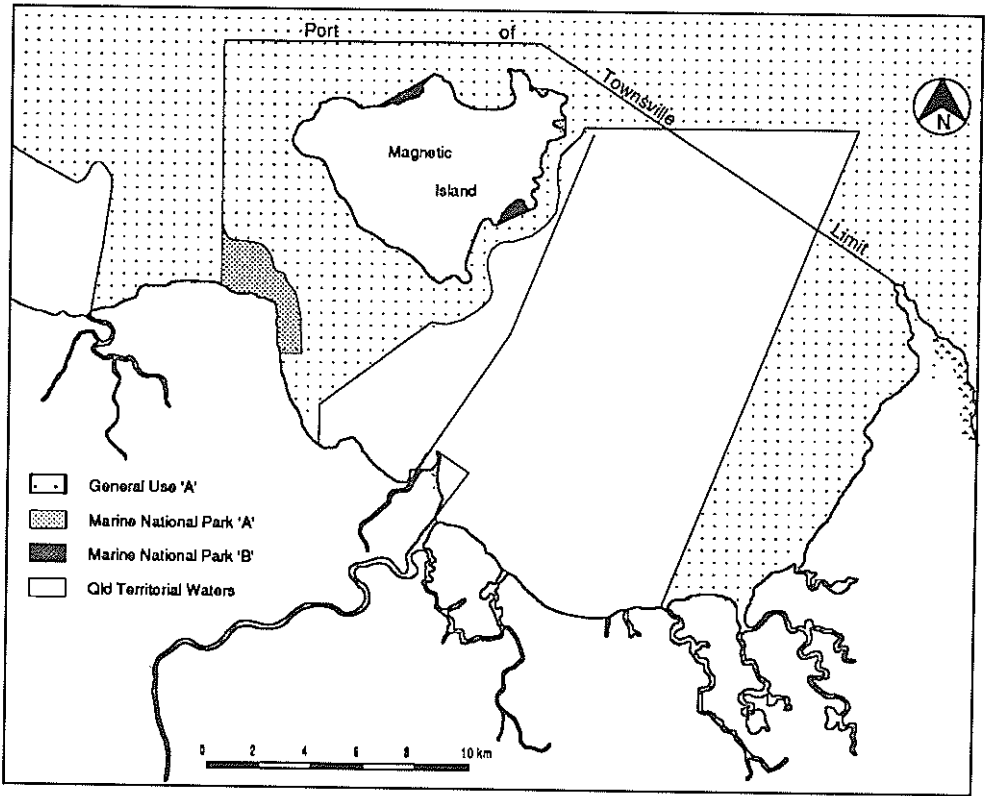 Port of
Townsville
Limit
N
Magnetic
Island
General Use 'A'
Marine National Park 'A'
Marine National Park 'B'
Qld Territorial Waters
0 2 4 6 8 10 km